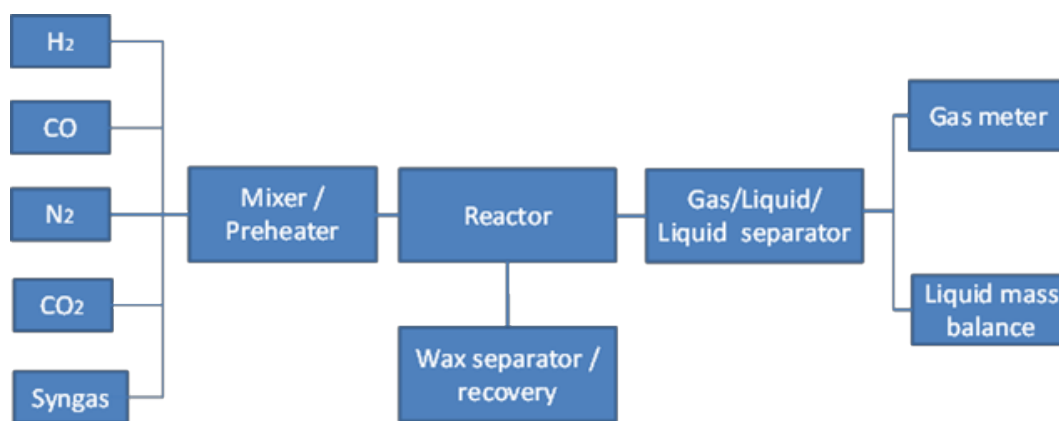 H₂
CO
N₂
CO₂
Syngas
Mixer /
Preheater
Reactor
Wax separator /
recovery
Gas/Liquid/
Liquid separator
Gas meter
Liquid mass
balance